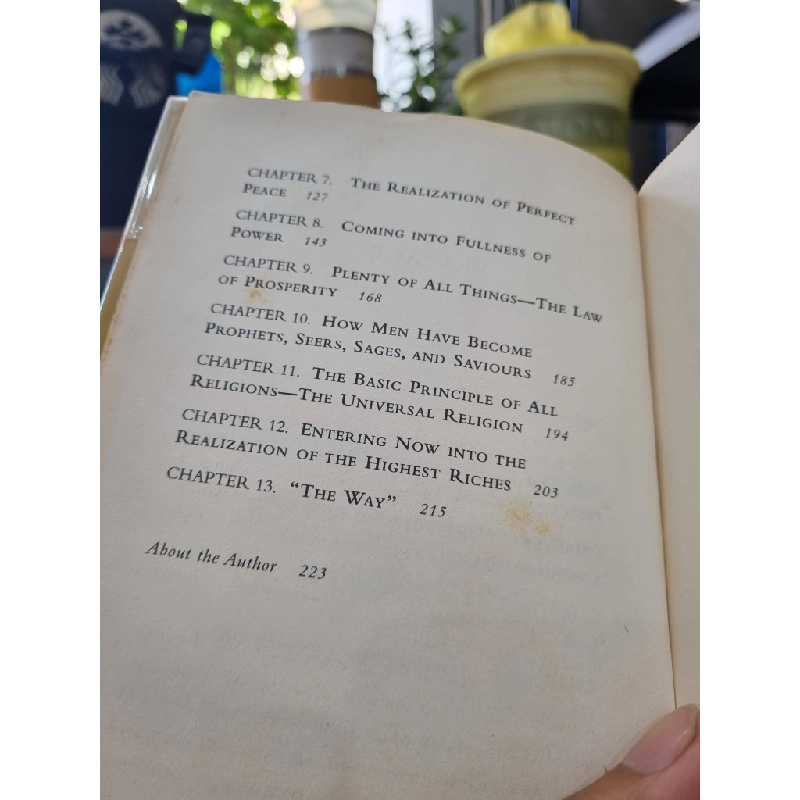 CHAPTER 7. THE REALIZATION OF PERFECT
PEACE 127
CHAPTER 8. COMING INTO FULLNESS OF
POWER 143
CHAPTER 9. PLENTY OF ALL THINGS—THE LAW
OF PROSPERITY 168
CHAPTER 10. HOW MEN HAVE BECOME
PROPHETS, SEERS, SAGES, AND SAVIOURS 185
CHAPTER 11. THE BASIC PRINCIPLE OF ALL
RELIGIONS—THE UNIVERSAL RELIGION 194
CHAPTER 12. ENTERING NOW INTO THE
REALIZATION OF THE HIGHEST RICHES 203
CHAPTER 13. “THE WAY” 215
About the Author 223